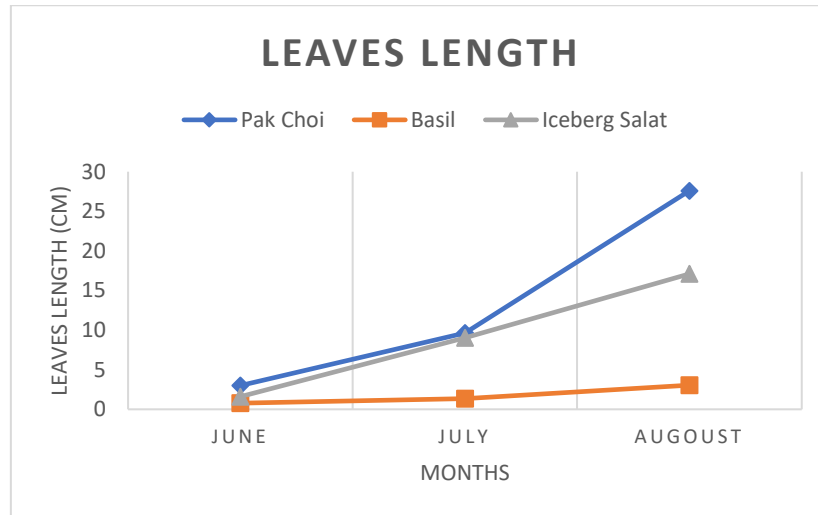 LEAVES LENGTH
Pak Choi Basil Iceberg Salat
30
25
20
15
10
5
0
LEAVES LENGTH (CM)
JUNE JULY AUGOUST
MONTHS